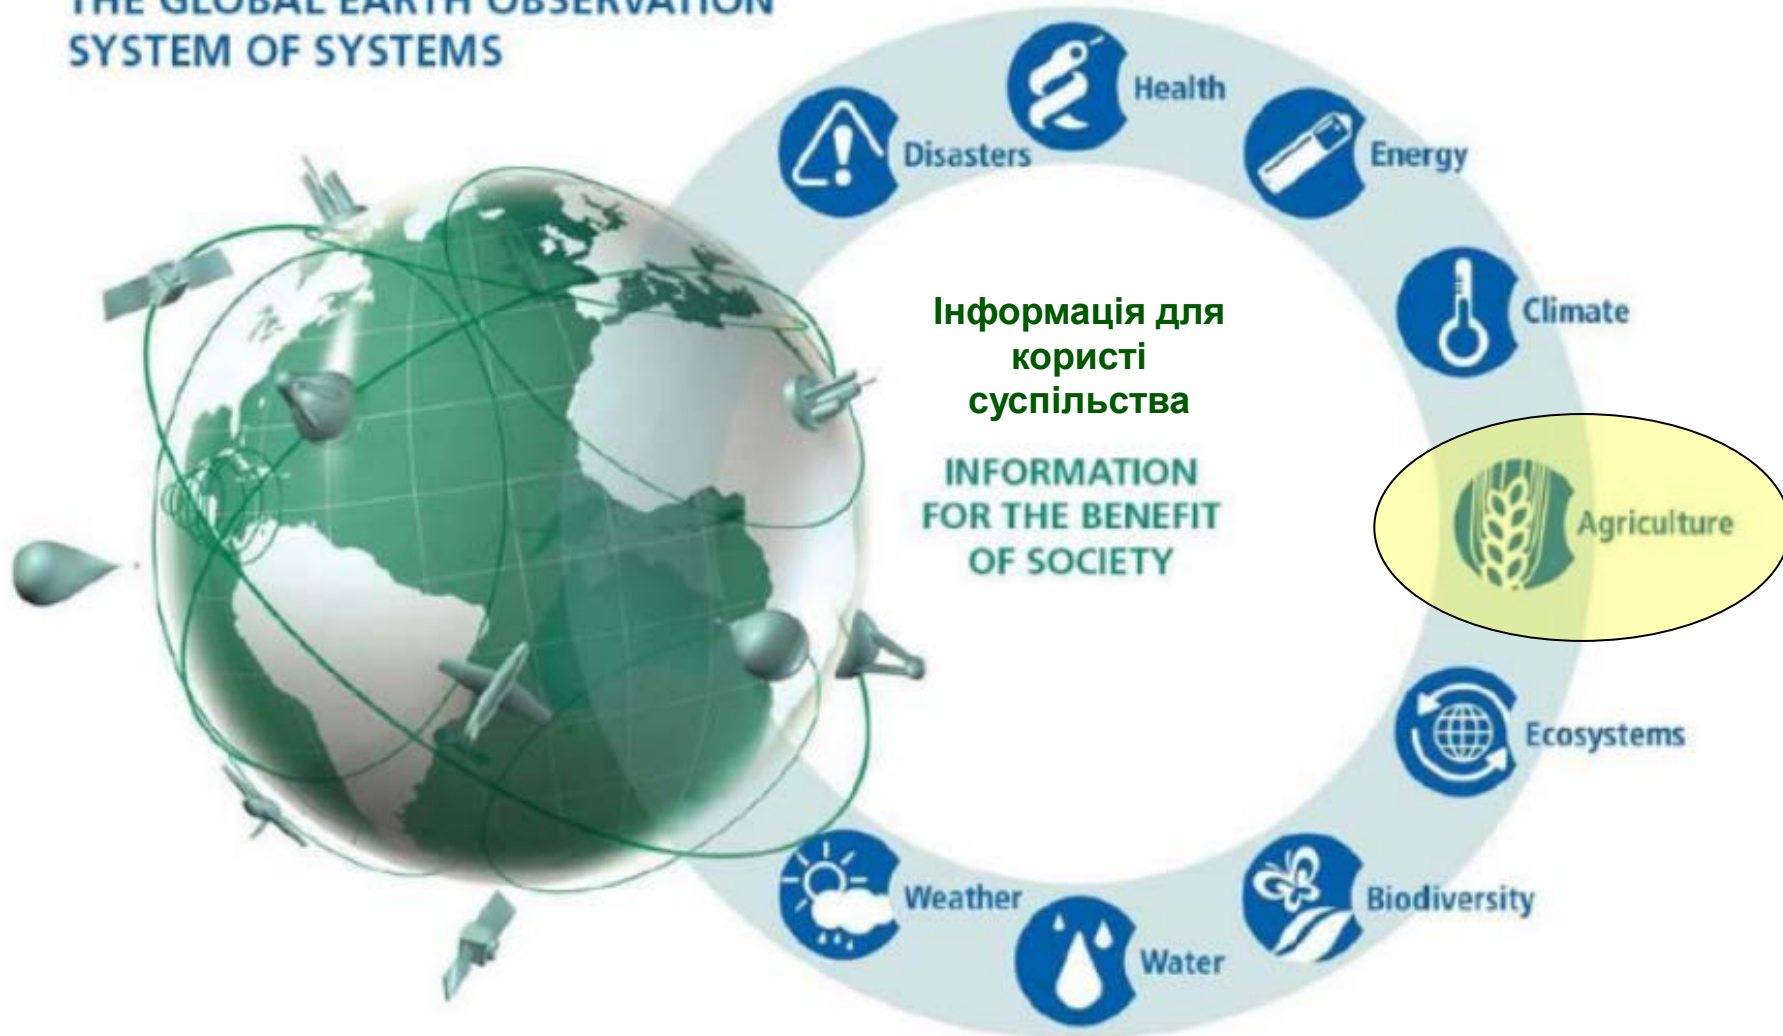 THE GLOBAL EARTH OBSERVATION
SYSTEM OF SYSTEMS
Health
Disasters
Energy
Climate
Інформація для
користі
суспільства
INFORMATION
FOR THE BENEFIT
OF SOCIETY
Agriculture
Ecosystems
Weather
Biodiversity
Water